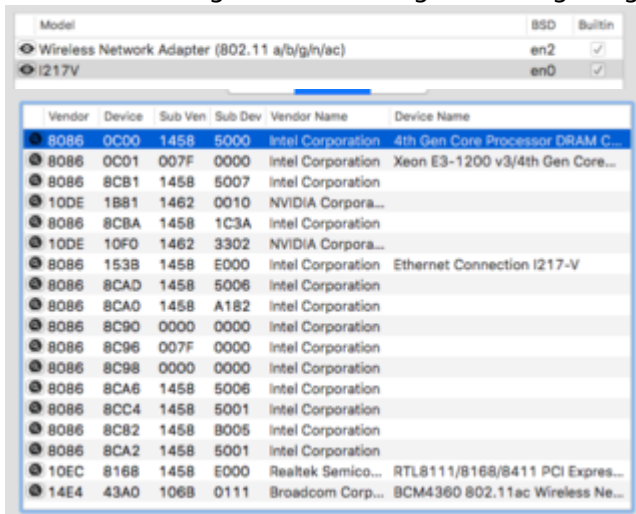 Model BSD Builtin
Wireless Network Adapter (802.11 a/b/g/n/ac) en2
I217V en0
Vendor Device Sub Ven Sub Dev Vendor Name Device Name
8086 0C00 1458 5000 Intel Corporation 4th Gen Core Processor DRAM C...
8086 0C01 007F 0000 Intel Corporation Xeon E3-1200 v3/4th Gen Core...
8086 8CB1 1458 5007 Intel Corporation
10DE 1B81 1462 0010 NVIDIA Corpora...
8086 8CBA 1458 1C3A Intel Corporation
10DE 10F0 1462 3302 NVIDIA Corpora...
8086 153B 1458 E000 Intel Corporation Ethernet Connection I217-V
8086 8CAD 1458 5006 Intel Corporation
8086 8CA0 1458 A182 Intel Corporation
8086 8C90 0000 0000 Intel Corporation
8086 8C96 007F 0000 Intel Corporation
8086 8C98 0000 0000 Intel Corporation
8086 8CA6 1458 5006 Intel Corporation
8086 8CC4 1458 5001 Intel Corporation
8086 8C82 1458 B005 Intel Corporation
8086 8CA2 1458 5001 Intel Corporation
10EC 8168 1458 E000 Realtek Semico... RTL8111/8168/8411 PCI Expres...
14E4 43A0 106B 0111 Broadcom Corp... BCM4360 802.11ac Wireless Ne...